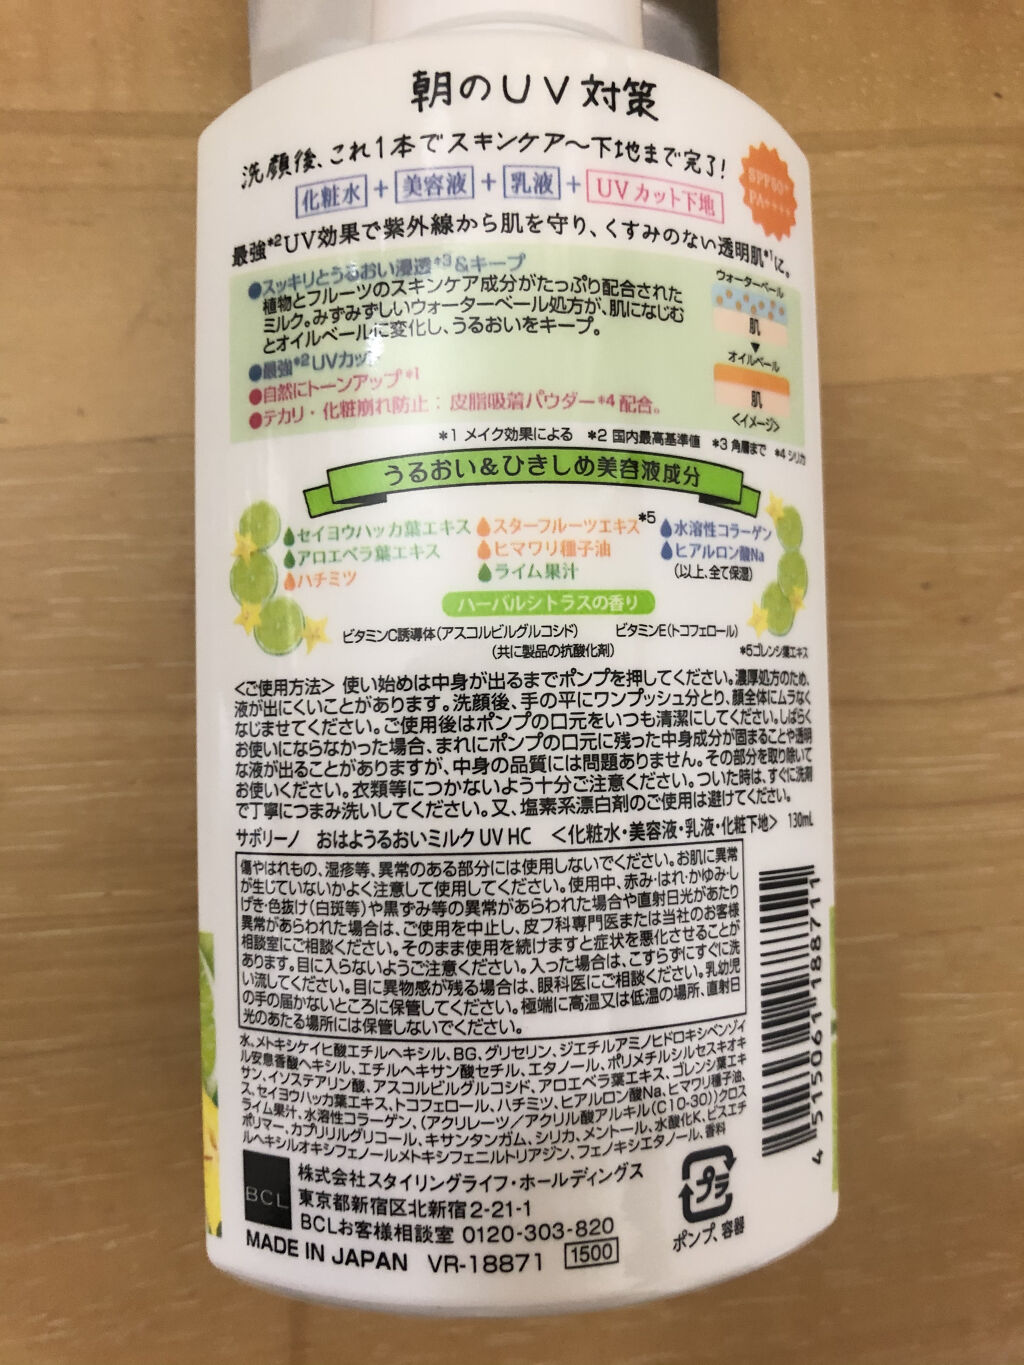 朝のUV対策
洗顔後、これ1本でスキンケア〜下地まで完了!
SPF50+
PA++++
化粧水+美容液+乳液+UVカット下地
最強*2UV効果で紫外線から肌を守り、くすみのない透明肌*1に。
●スッキリとうるおい浸透*3&キープ
植物とフルーツのスキンケア成分がたっぷり配合された
ミルク。みずみずしいウォーターベール処方が、肌になじむ
とオイルベールに変化し、うるおいをキープ。
●最強*2UVカット
●自然にトーンアップ*1
●テカリ・化粧崩れ防止:皮脂吸着パウダー*4配合。
ウォーターベール
肌
▼
オイルベール
肌
<イメージ>
*1 メイク効果による *2 国内最高基準値 *3 角層まで *4 シリカ
うるおい&ひきしめ美容液成分
セイヨウハッカ葉エキス スターフルーツエキス*5 水溶性コラーゲン
アロエベラ葉エキス ヒマワリ種子油 ヒアルロン酸Na
ハチミツ ライム果汁 (以上、全て保湿)
ハーバルシトラスの香り
ビタミンC誘導体(アスコルビルグルコシド) ビタミンE(トコフェロール)
(共に製品の抗酸化剤) *5ゴレンシ葉エキス
<ご使用方法> 使い始めは中身が出るまでポンプを押してください。濃厚処方のため、
液が出にくいことがあります。洗顔後、手の平にワンプッシュ分とり、顔全体にムラなく
なじませてください。ご使用後はポンプの口元をいつも清潔にしてください。しばらく
お使いにならなかった場合、まれにポンプの口元に残った中身成分が固まることや透明
な液が出ることがありますが、中身の品質には問題ありません。その部分を取り除いて
お使いください。衣類等につかないよう十分ご注意ください。ついた時は、すぐに洗剤
で丁寧につまみ洗いしてください。又、塩素系漂白剤のご使用は避けてください。
サボリーノ おはようるおいミルク UV HC <化粧水・美容液・乳液・化粧下地> 130mL
傷やはれもの、湿疹等、異常のある部分には使用しないでください。お肌に異常
が生じていないかよく注意して使用してください。使用中、赤み・はれ・かゆみ・し
げき・色抜け(白斑等)や黒ずみ等の異常があらわれた場合や直射日光があたり
異常があらわれた場合は、ご使用を中止し、皮フ科専門医または当社のお客様
相談室にご相談ください。そのまま使用を続けますと症状を悪化させることが
あります。目に入らないようご注意ください。入った場合は、こすらずにすぐに洗
い流してください。目に異物感が残る場合は、眼科医にご相談ください。乳幼児
の手の届かないところに保管してください。極端に高温又は低温の場所、直射日
光のあたる場所には保管しないでください。
水、メトキシケイヒ酸エチルヘキシル、BG、グリセリン、ジエチルアミノヒドロキシベンゾイ
ル安息香酸ヘキシル、エチルヘキサン酸セチル、エタノール、ポリメチルシルセスキオキ
サン、イソステアリン酸、アスコルビルグルコシド、アロエベラ葉エキス、ゴレンシ葉エキ
ス、セイヨウハッカ葉エキス、トコフェロール、ハチミツ、ヒアルロン酸Na、ヒマワリ種子油、
ライム果汁、水溶性コラーゲン、(アクリレーツ/アクリル酸アルキル(C10-30))クロス
ポリマー、カプリリルグリコール、キサンタンガム、シリカ、メントール、水酸化K、ビスエチ
ルヘキシルオキシフェノールメトキシフェニルトリアジン、フェノキシエタノール、香料
4 515061 188711
BCL
株式会社スタイリングライフ・ホールディングス
東京都新宿区北新宿2-21-1
BCLお客様相談室 0120-303-820
MADE IN JAPAN VR-18871 1500
プラ
ポンプ、容器